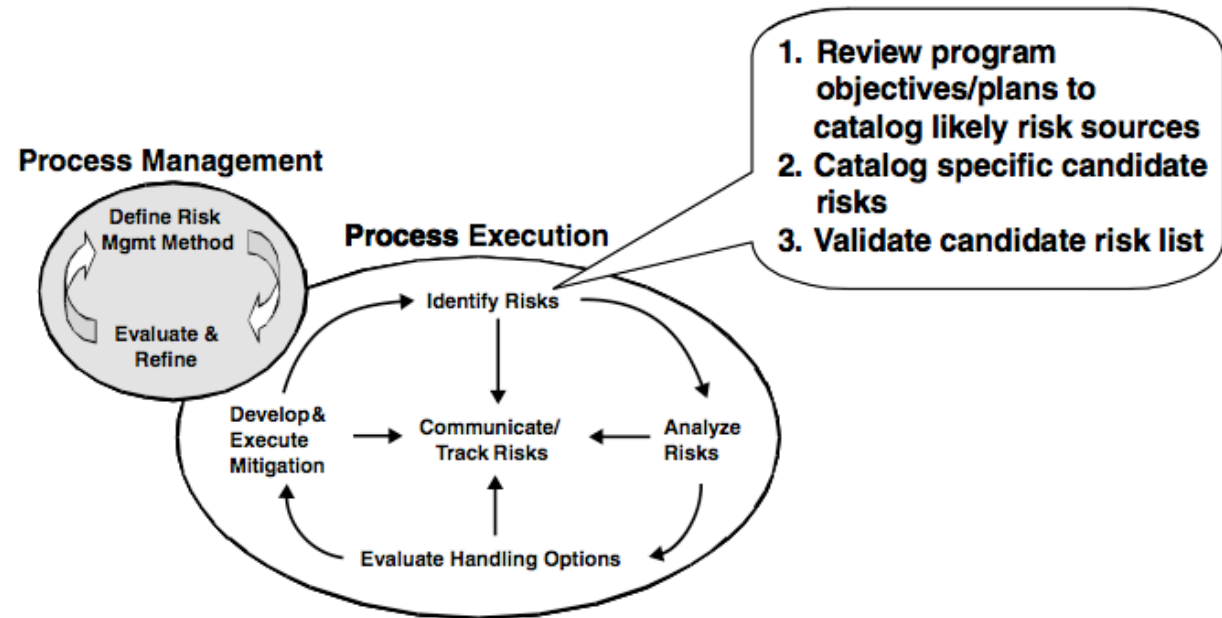 1. Review program
objectives/plans to
catalog likely risk sources
2. Catalog specific candidate
risks
3. Validate candidate risk list
Process Management
Define Risk
Mgmt Method
Evaluate &
Refine
Process Execution
Identify Risks
Develop &
Execute
Mitigation
Communicate/
Track Risks
Analyze
Risks
Evaluate Handling Options